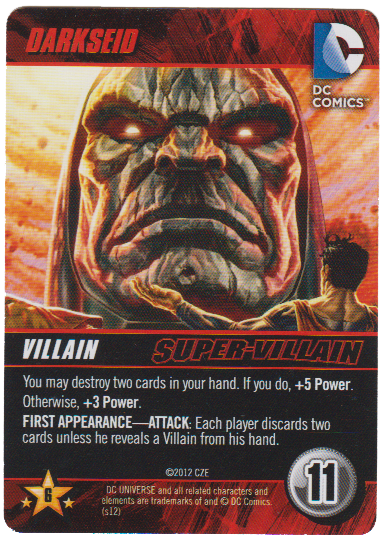 DARKSEID
DC COMICS™
VILLAIN SUPER-VILLAIN
You may destroy two cards in your hand. If you do, +5 Power.
Otherwise, +3 Power.
FIRST APPEARANCE—ATTACK: Each player discards two
cards unless he reveals a Villain from his hand.
©2012 CZE
6
DC UNIVERSE and all related characters and
elements are trademarks of and © DC Comics.
(s12)
11